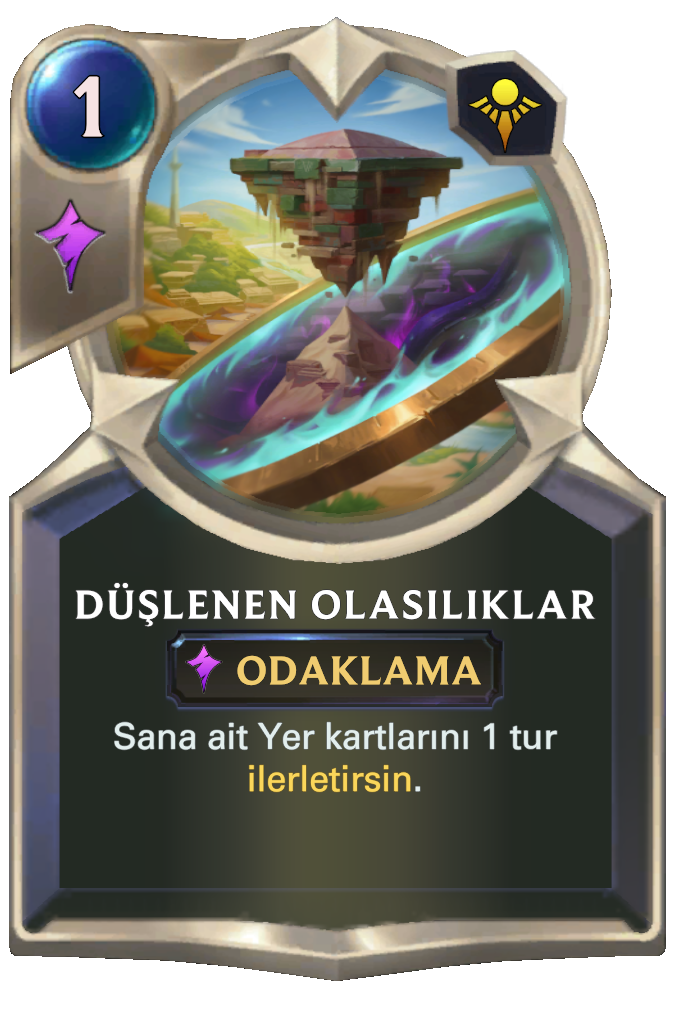 1
DÜŞLENEN OLASILIKLAR
ODAKLAMA
Sana ait Yer kartlarını 1 tur
ilerletirsin.